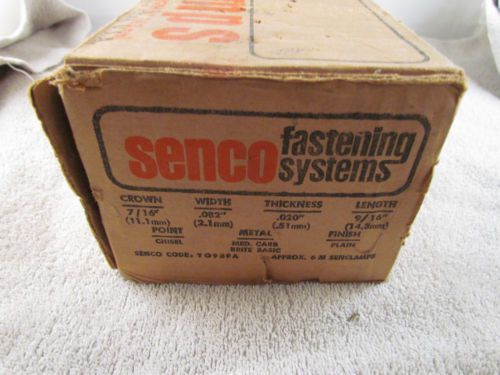 senco fastening systems
CROWN WIDTH THICKNESS LENGTH
7/16" .082" .020" 9/16"
(11.1mm) (2.1mm) (.51mm) (14.3mm)
POINT METAL FINISH
CHISEL MED. CARB PLAIN
BRITE BASIC
SENCO CODE: APPROX. 6 M SENCLAMPS